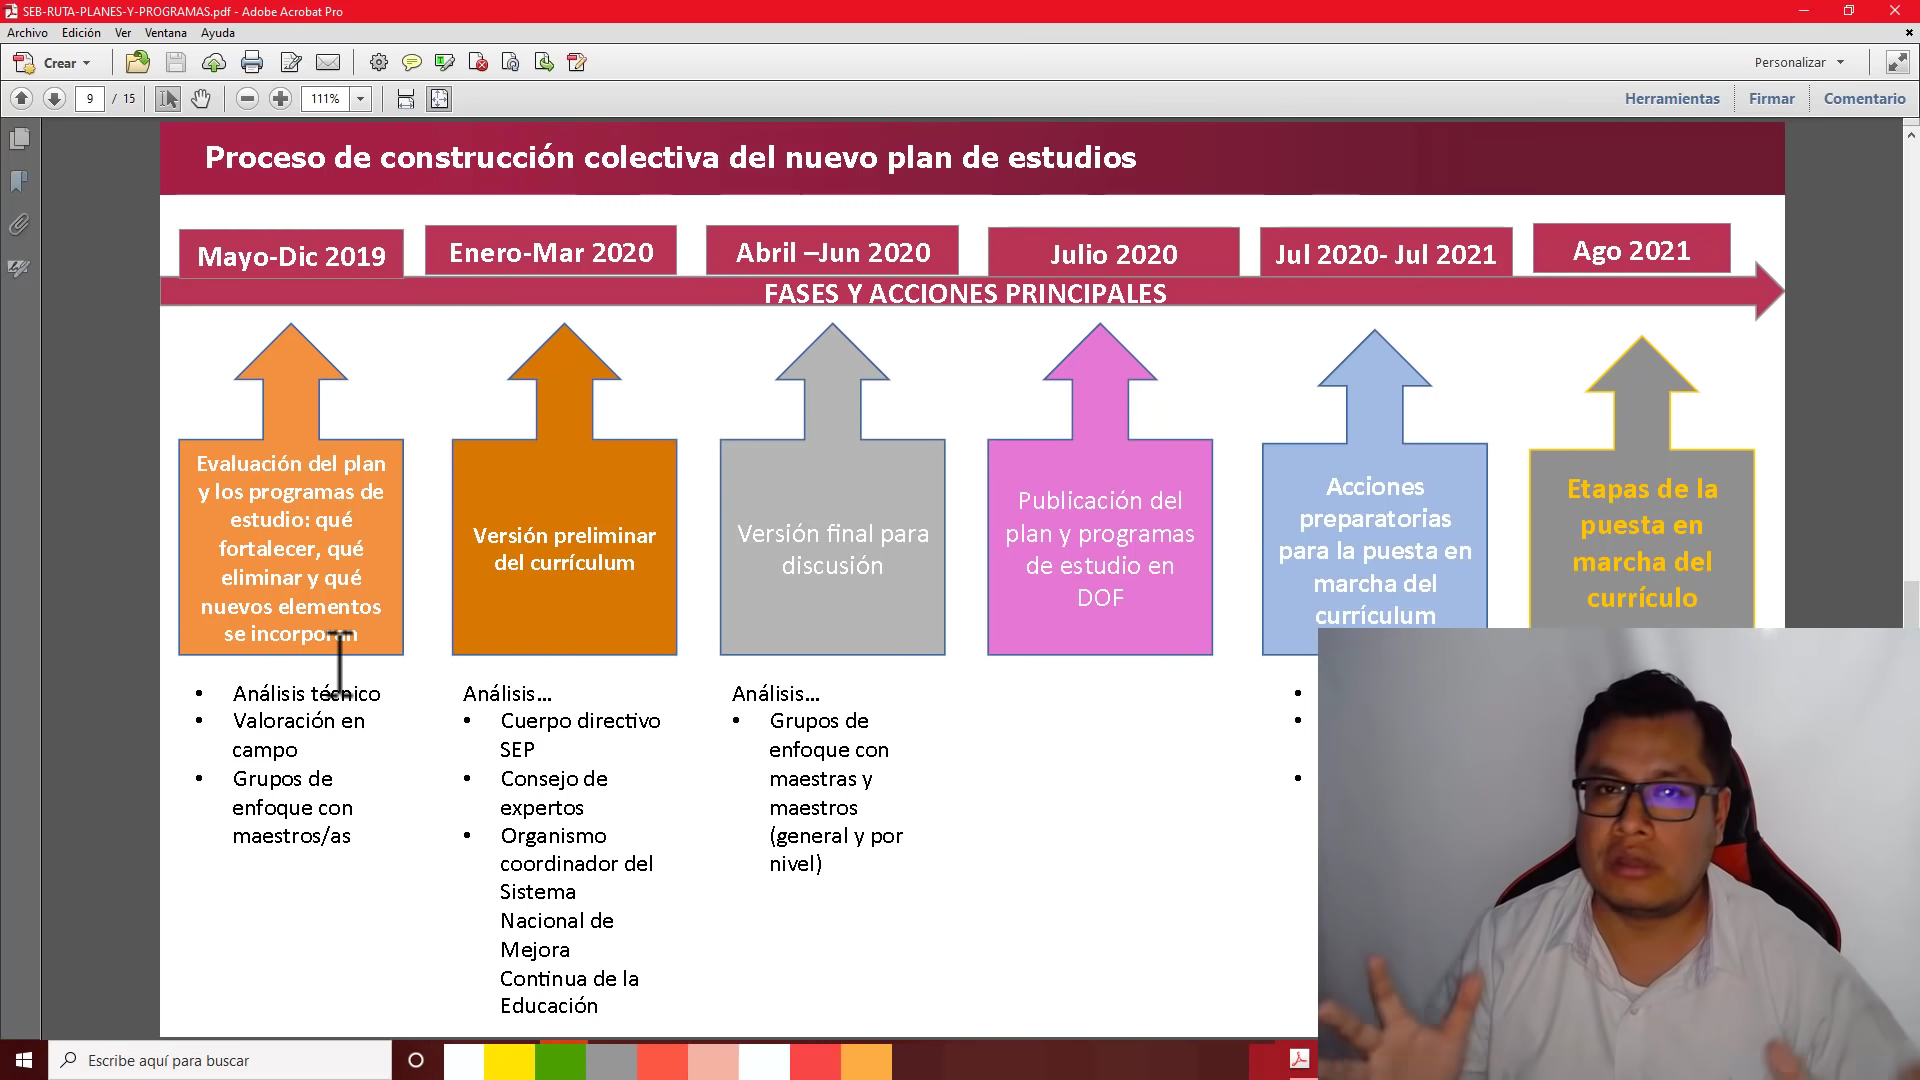 SEB-RUTA-PLANES-Y-PROGRAMAS.pdf - Adobe Acrobat Pro
Archivo Edición Ver Ventana Ayuda
Crear
Personalizar
9 / 15
111%
Herramientas Firmar Comentario
Proceso de construcción colectiva del nuevo plan de estudios
Mayo-Dic 2019
Enero-Mar 2020
Abril –Jun 2020
Julio 2020
Jul 2020- Jul 2021
Ago 2021
FASES Y ACCIONES PRINCIPALES
Evaluación del plan
y los programas de
estudio: qué
fortalecer, qué
eliminar y qué
nuevos elementos
se incorporan
Versión preliminar
del currículum
Versión final para
discusión
Publicación del
plan y programas
de estudio en
DOF
Acciones
preparatorias
para la puesta en
marcha del
currículum
Etapas de la
puesta en
marcha del
currículo
• Análisis técnico
• Valoración en
campo
• Grupos de
enfoque con
maestros/as
Análisis...
• Cuerpo directivo
SEP
• Consejo de
expertos
• Organismo
coordinador del
Sistema
Nacional de
Mejora
Continua de la
Educación
Análisis...
• Grupos de
enfoque con
maestras y
maestros
(general y por
nivel)
•
•
•
Escribe aquí para buscar